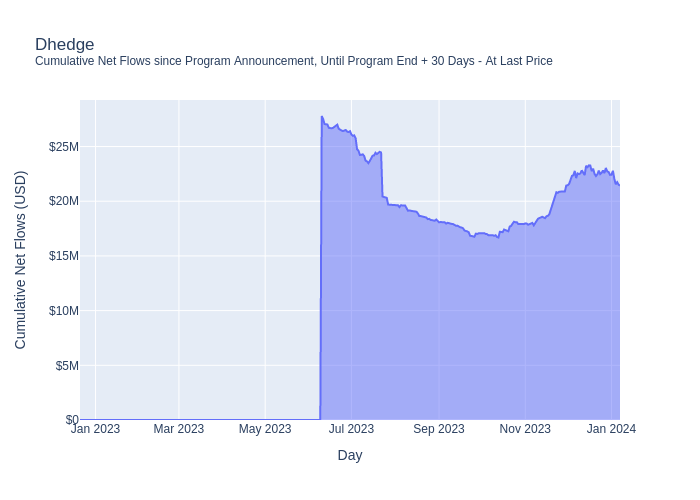 Dhedge
Cumulative Net Flows since Program Announcement, Until Program End + 30 Days - At Last Price
Cumulative Net Flows (USD)
$25M
$20M
$15M
$10M
$5M
$0
Jan 2023 Mar 2023 May 2023 Jul 2023 Sep 2023 Nov 2023 Jan 2024
Day